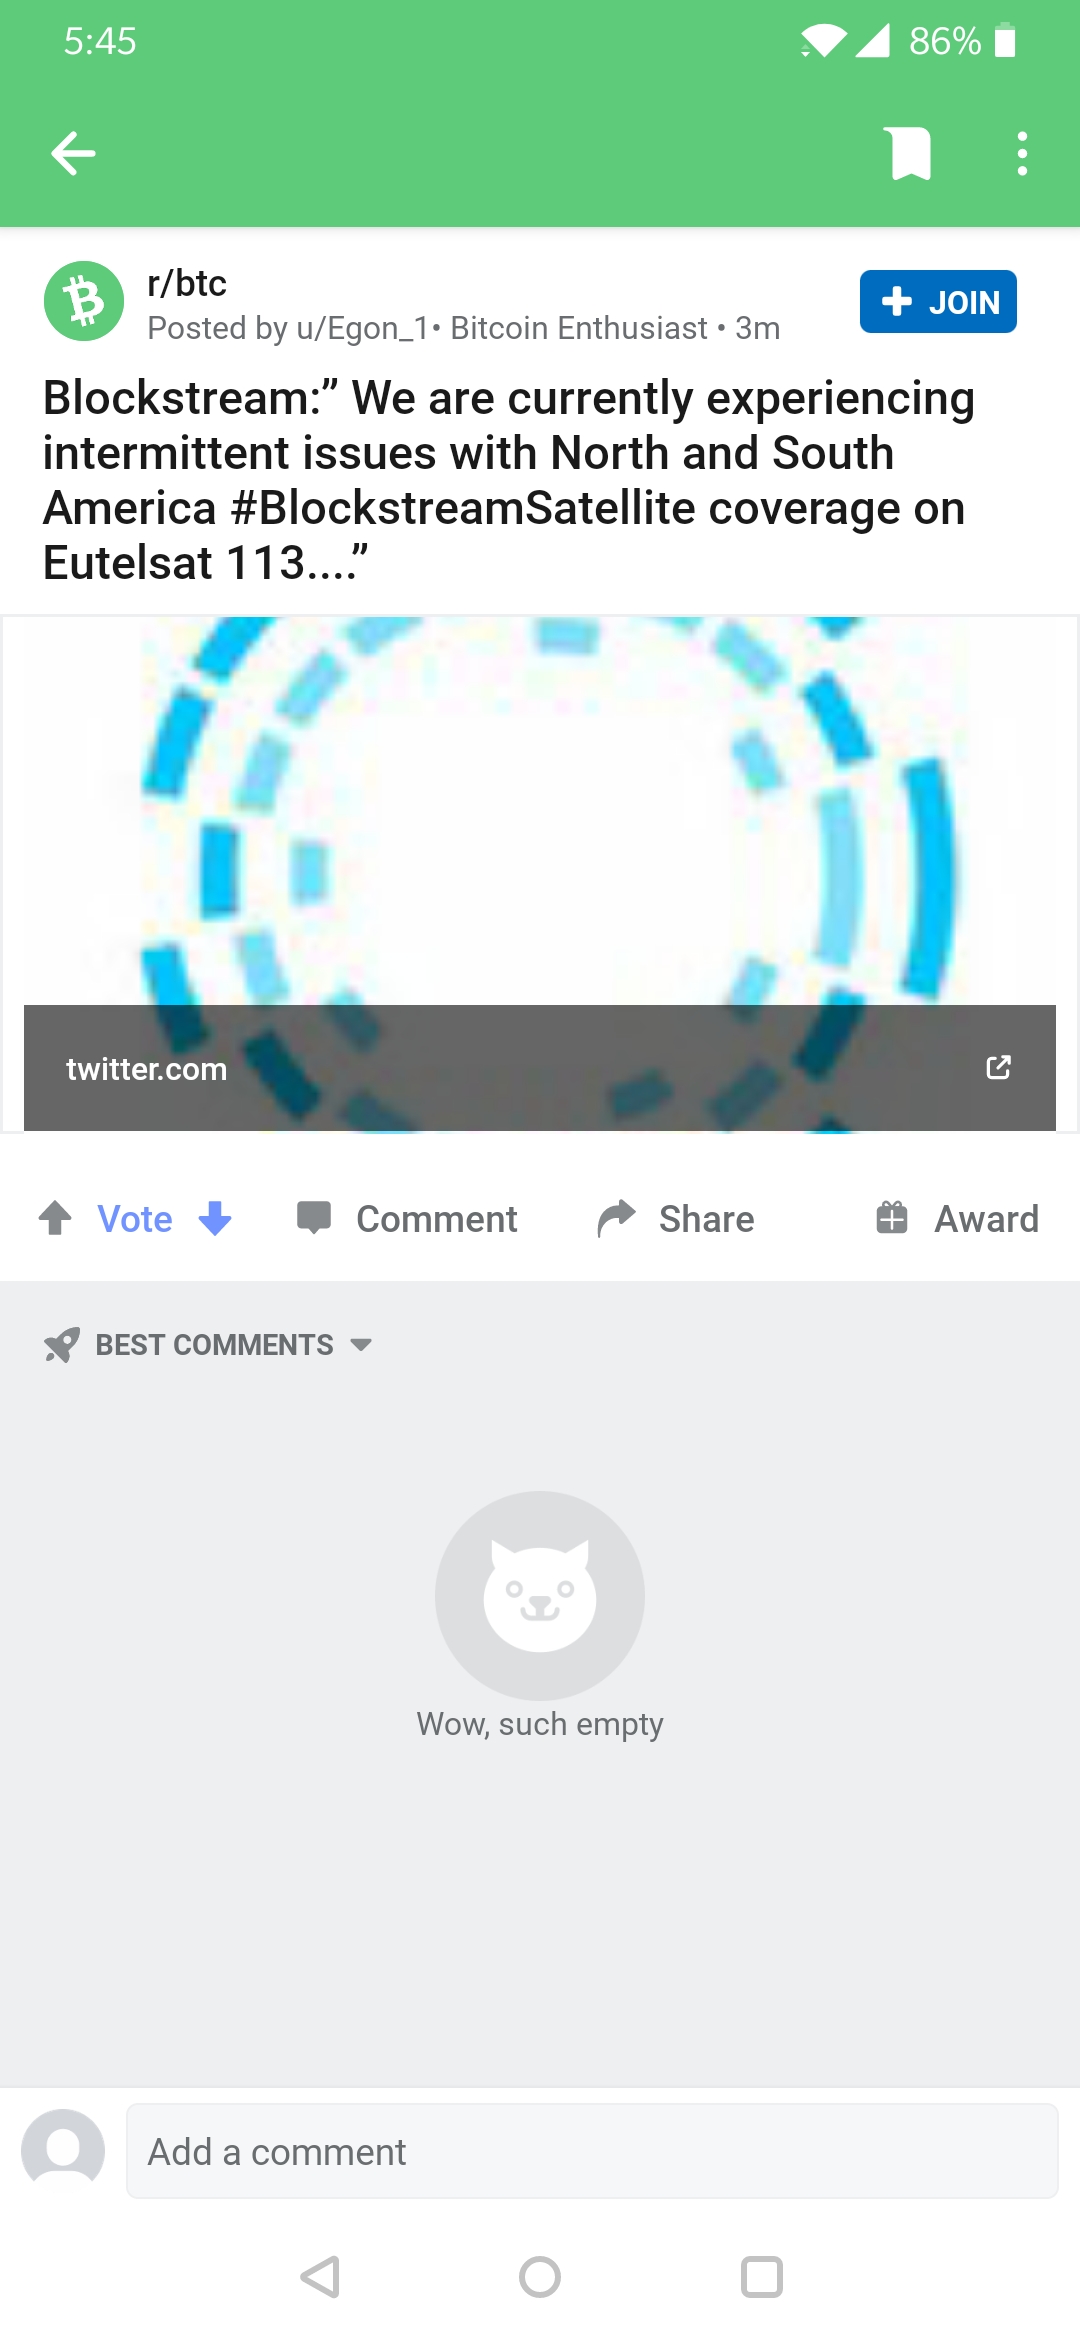 5:45
86%
r/btc
JOIN
Posted by u/Egon_1• Bitcoin Enthusiast • 3m
Blockstream:” We are currently experiencing
intermittent issues with North and South
America #BlockstreamSatellite coverage on
Eutelsat 113....”
twitter.com
Vote
Comment
Share
Award
BEST COMMENTS
Wow, such empty
Add a comment